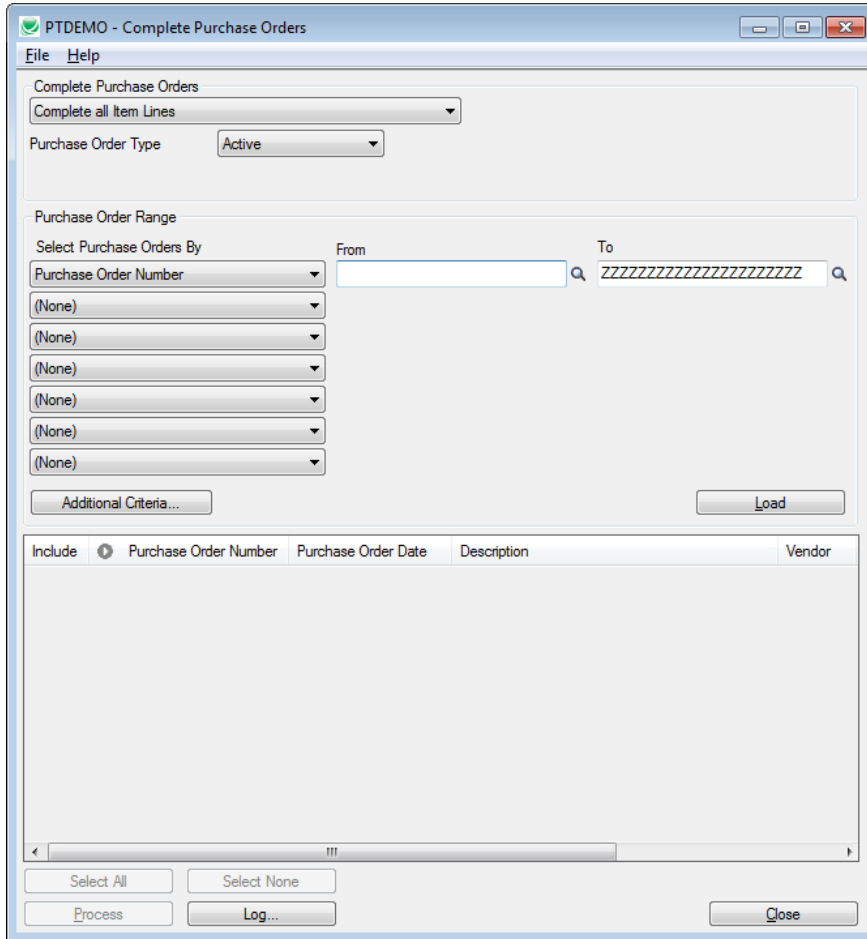 PTDEMO - Complete Purchase Orders
File Help
Complete Purchase Orders
Complete all Item Lines
Purchase Order Type Active
Purchase Order Range
Select Purchase Orders By From To
Purchase Order Number ZZZZZZZZZZZZZZZZZZZZZZ
(None)
(None)
(None)
(None)
(None)
(None)
Additional Criteria... Load
Include Purchase Order Number Purchase Order Date Description Vendor
Select All Select None
Process Log... Close